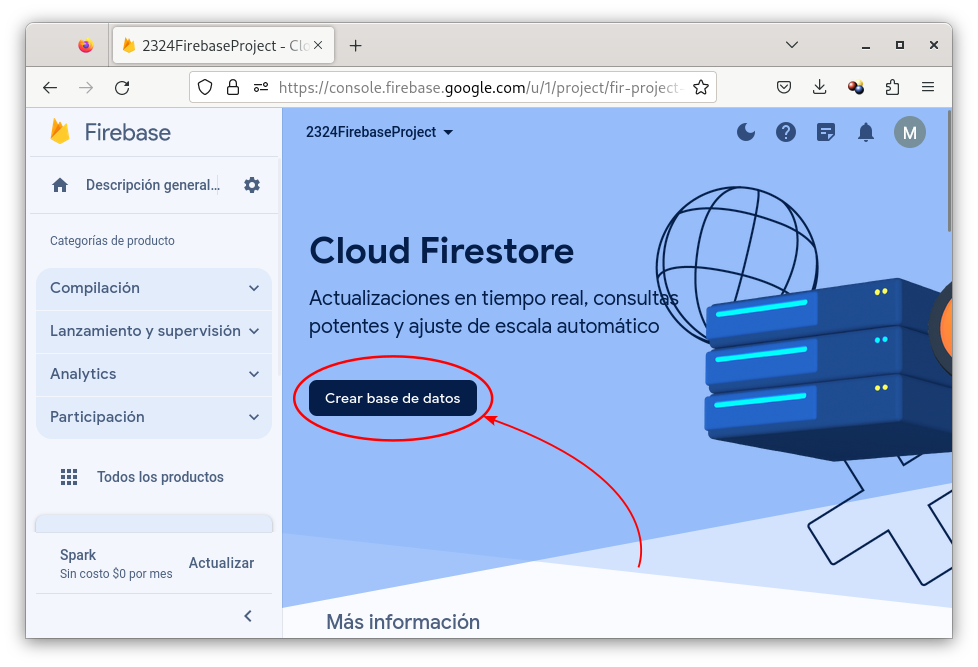 2324FirebaseProject - Clo
https://console.firebase.google.com/u/1/project/fir-project-
Firebase
2324FirebaseProject
M
Descripción general...
Categorías de producto
Compilación
Lanzamiento y supervisión
Analytics
Participación
Todos los productos
Spark
Sin costo $0 por mes
Actualizar
Cloud Firestore
Actualizaciones en tiempo real, consultas
potentes y ajuste de escala automático
Crear base de datos
Más información